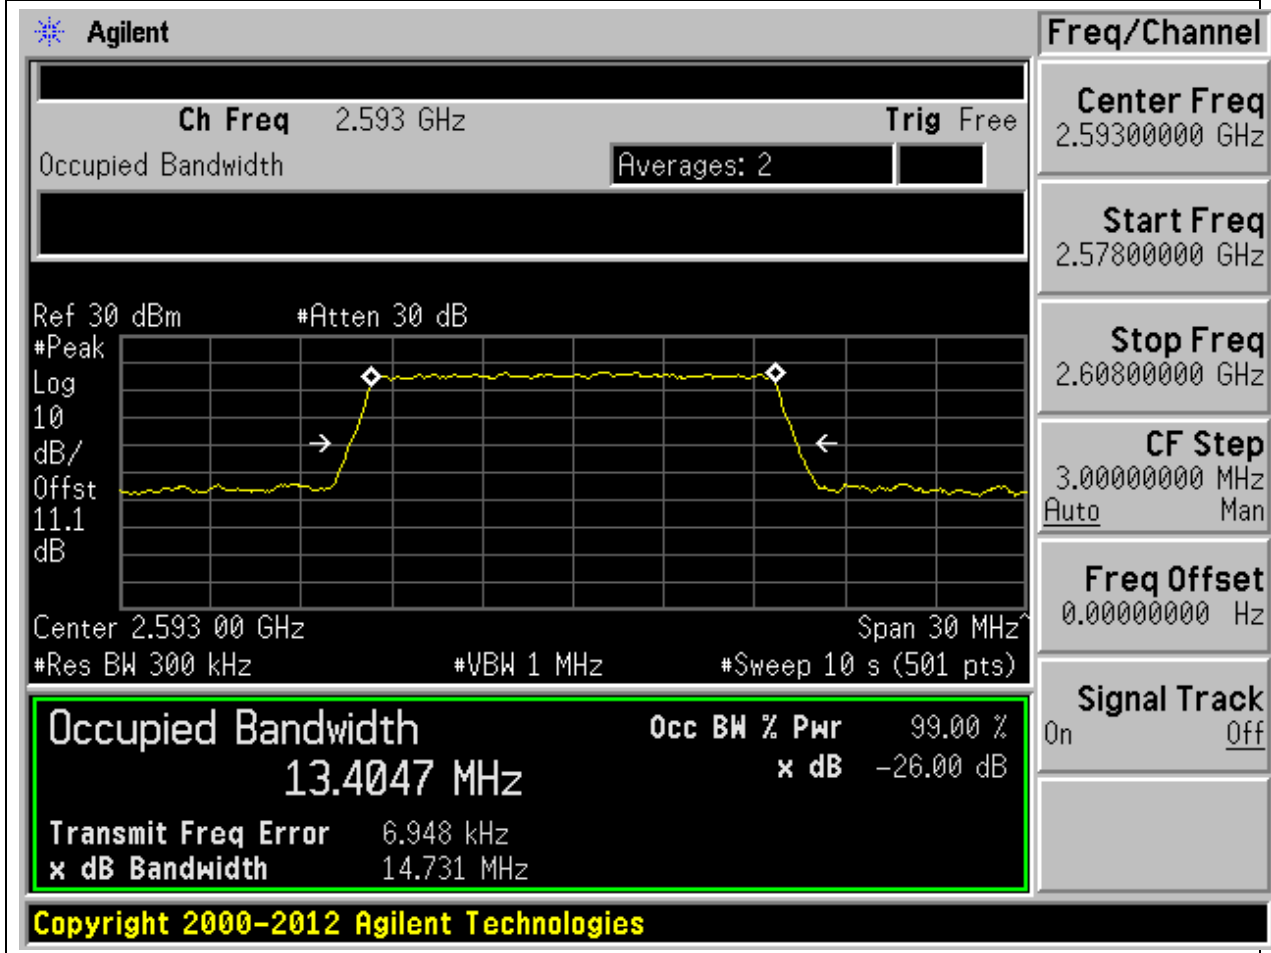 Agilent
Freq/Channel
Ch Freq 2.593 GHz Trig Free
Occupied Bandwidth Averages: 2
Ref 30 dBm #Atten 30 dB
#Peak
Log
10
dB/
Offst
11.1
dB
Center 2.593 00 GHz Span 30 MHz^
#Res BW 300 kHz #VBW 1 MHz #Sweep 10 s (501 pts)
Occupied Bandwidth
13.4047 MHz
Occ BW % Pwr 99.00 %
x dB -26.00 dB
Transmit Freq Error 6.948 kHz
x dB Bandwidth 14.731 MHz
Copyright 2000-2012 Agilent Technologies
Center Freq
2.59300000 GHz
Start Freq
2.57800000 GHz
Stop Freq
2.60800000 GHz
CF Step
3.00000000 MHz
Auto Man
Freq Offset
0.00000000 Hz
Signal Track
On Off